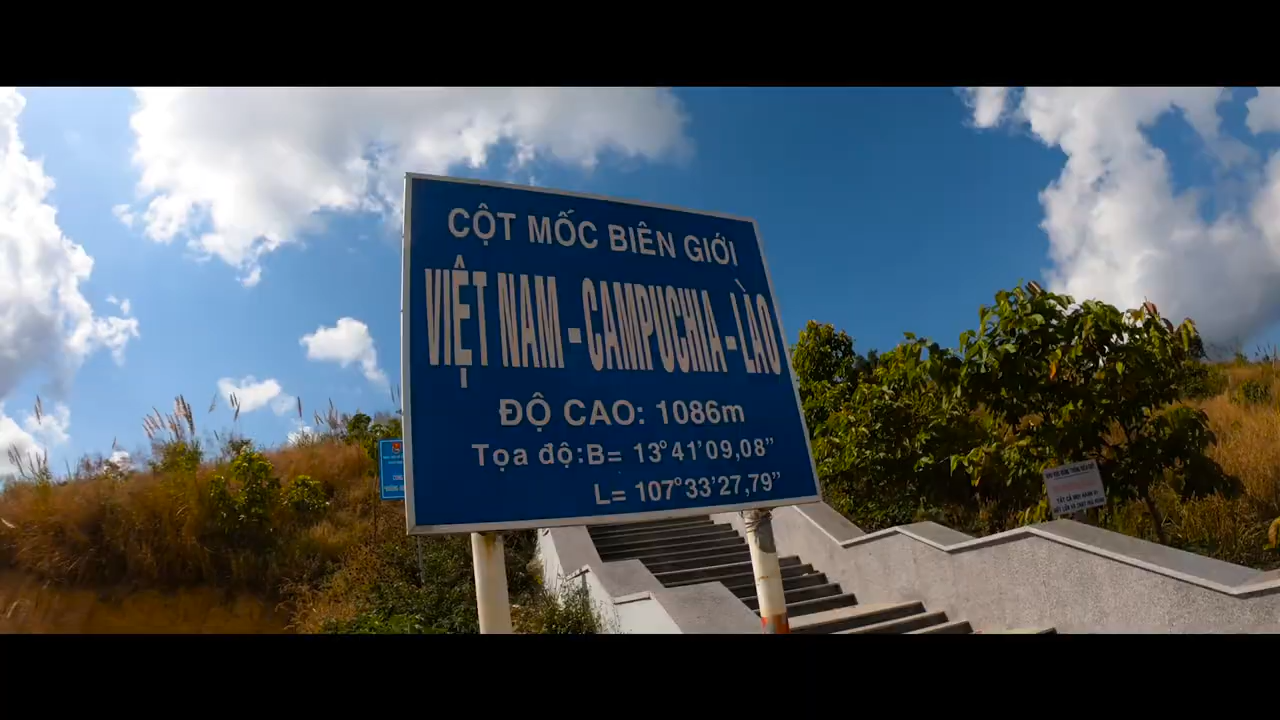 CỘT MỐC BIÊN GIỚI
VIỆT NAM - CAMPUCHIA - LÀO
ĐỘ CAO: 1086m
Tọa độ: B= 13°41'09,08"
L= 107°33'27,79"